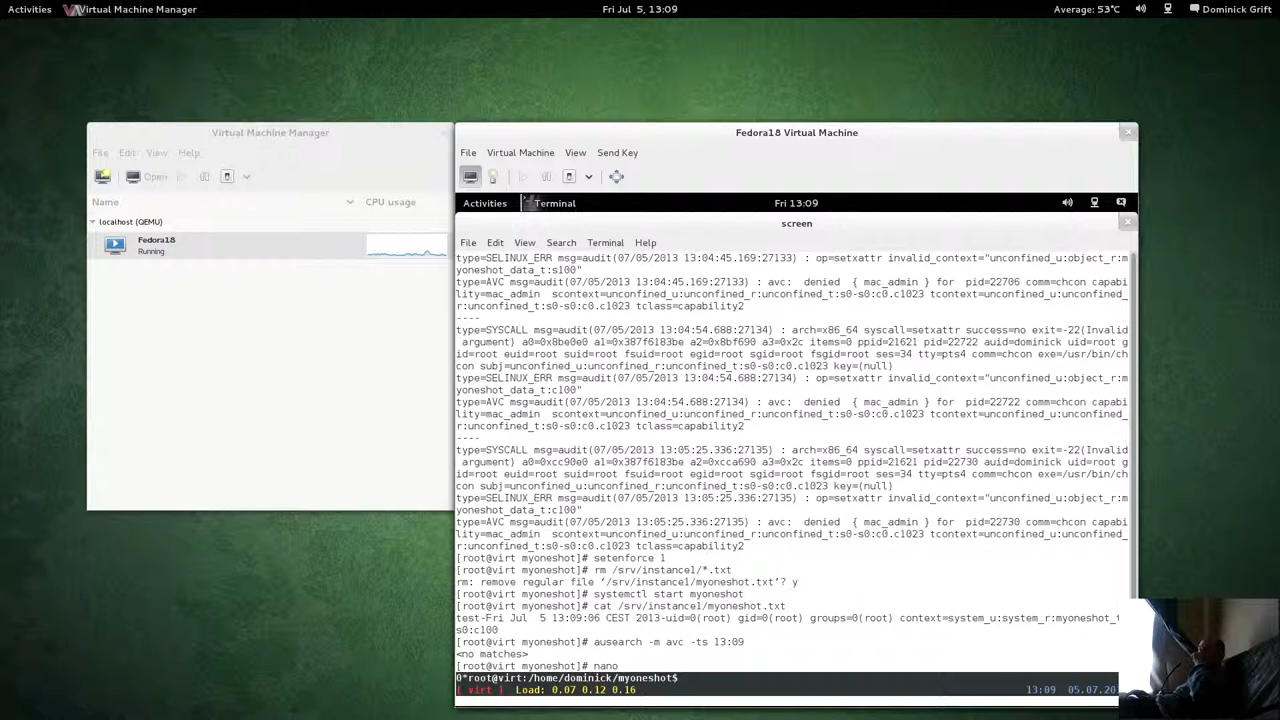 Activities Virtual Machine Manager Fri Jul 5, 13:09 Average: 53°C Dominick Grift
Virtual Machine Manager
File Edit View Help
Open
Name CPU usage
localhost (QEMU)
Fedora18
Running
Fedora18 Virtual Machine
File Virtual Machine View Send Key
Activities Terminal Fri 13:09
screen
File Edit View Search Terminal Help
type=SELINUX_ERR msg=audit(07/05/2013 13:04:45.169:27133) : op=setxattr invalid_context="unconfined_u:object_r:m
yoneshot_data_t:s100"
type=AVC msg=audit(07/05/2013 13:04:45.169:27133) : avc:  denied  { mac_admin } for  pid=22706 comm=chcon capabi
lity=mac_admin  scontext=unconfined_u:unconfined_r:unconfined_t:s0-s0:c0.c1023 tcontext=unconfined_u:unconfined_
r:unconfined_t:s0-s0:c0.c1023 tclass=capability2
----
type=SYSCALL msg=audit(07/05/2013 13:04:54.688:27134) : arch=x86_64 syscall=setxattr success=no exit=-22(Invalid
 argument) a0=0x8be0e0 a1=0x387f6183be a2=0x8bf690 a3=0x2c items=0 ppid=21621 pid=22722 auid=dominick uid=root g
id=root euid=root suid=root fsuid=root egid=root sgid=root fsgid=root ses=34 tty=pts4 comm=chcon exe=/usr/bin/ch
con subj=unconfined_u:unconfined_r:unconfined_t:s0-s0:c0.c1023 key=(null)
type=SELINUX_ERR msg=audit(07/05/2013 13:04:54.688:27134) : op=setxattr invalid_context="unconfined_u:object_r:m
yoneshot_data_t:c100"
type=AVC msg=audit(07/05/2013 13:04:54.688:27134) : avc:  denied  { mac_admin } for  pid=22722 comm=chcon capabi
lity=mac_admin  scontext=unconfined_u:unconfined_r:unconfined_t:s0-s0:c0.c1023 tcontext=unconfined_u:unconfined_
r:unconfined_t:s0-s0:c0.c1023 tclass=capability2
----
type=SYSCALL msg=audit(07/05/2013 13:05:25.336:27135) : arch=x86_64 syscall=setxattr success=no exit=-22(Invalid
 argument) a0=0xcc90e0 a1=0x387f6183be a2=0xcca690 a3=0x2c items=0 ppid=21621 pid=22730 auid=dominick uid=root g
id=root euid=root suid=root fsuid=root egid=root sgid=root fsgid=root ses=34 tty=pts4 comm=chcon exe=/usr/bin/ch
con subj=unconfined_u:unconfined_r:unconfined_t:s0-s0:c0.c1023 key=(null)
type=SELINUX_ERR msg=audit(07/05/2013 13:05:25.336:27135) : op=setxattr invalid_context="unconfined_u:object_r:m
yoneshot_data_t:c100"
type=AVC msg=audit(07/05/2013 13:05:25.336:27135) : avc:  denied  { mac_admin } for  pid=22730 comm=chcon capabi
lity=mac_admin  scontext=unconfined_u:unconfined_r:unconfined_t:s0-s0:c0.c1023 tcontext=unconfined_u:unconfined_
r:unconfined_t:s0-s0:c0.c1023 tclass=capability2
[root@virt myoneshot]# setenforce 1
[root@virt myoneshot]# rm /srv/instance1/*.txt
rm: remove regular file ‘/srv/instance1/myoneshot.txt’? y
[root@virt myoneshot]# systemctl start myoneshot
[root@virt myoneshot]# cat /srv/instance1/myoneshot.txt
test-Fri Jul  5 13:09:06 CEST 2013-uid=0(root) gid=0(root) groups=0(root) context=system_u:system_r:myoneshot_t
s0:c100
[root@virt myoneshot]# ausearch -m avc -ts 13:09
<no matches>
[root@virt myoneshot]# nano
0*root@virt:/home/dominick/myoneshot$
[ virt ] Load: 0.07 0.12 0.16 13:09 05.07.20